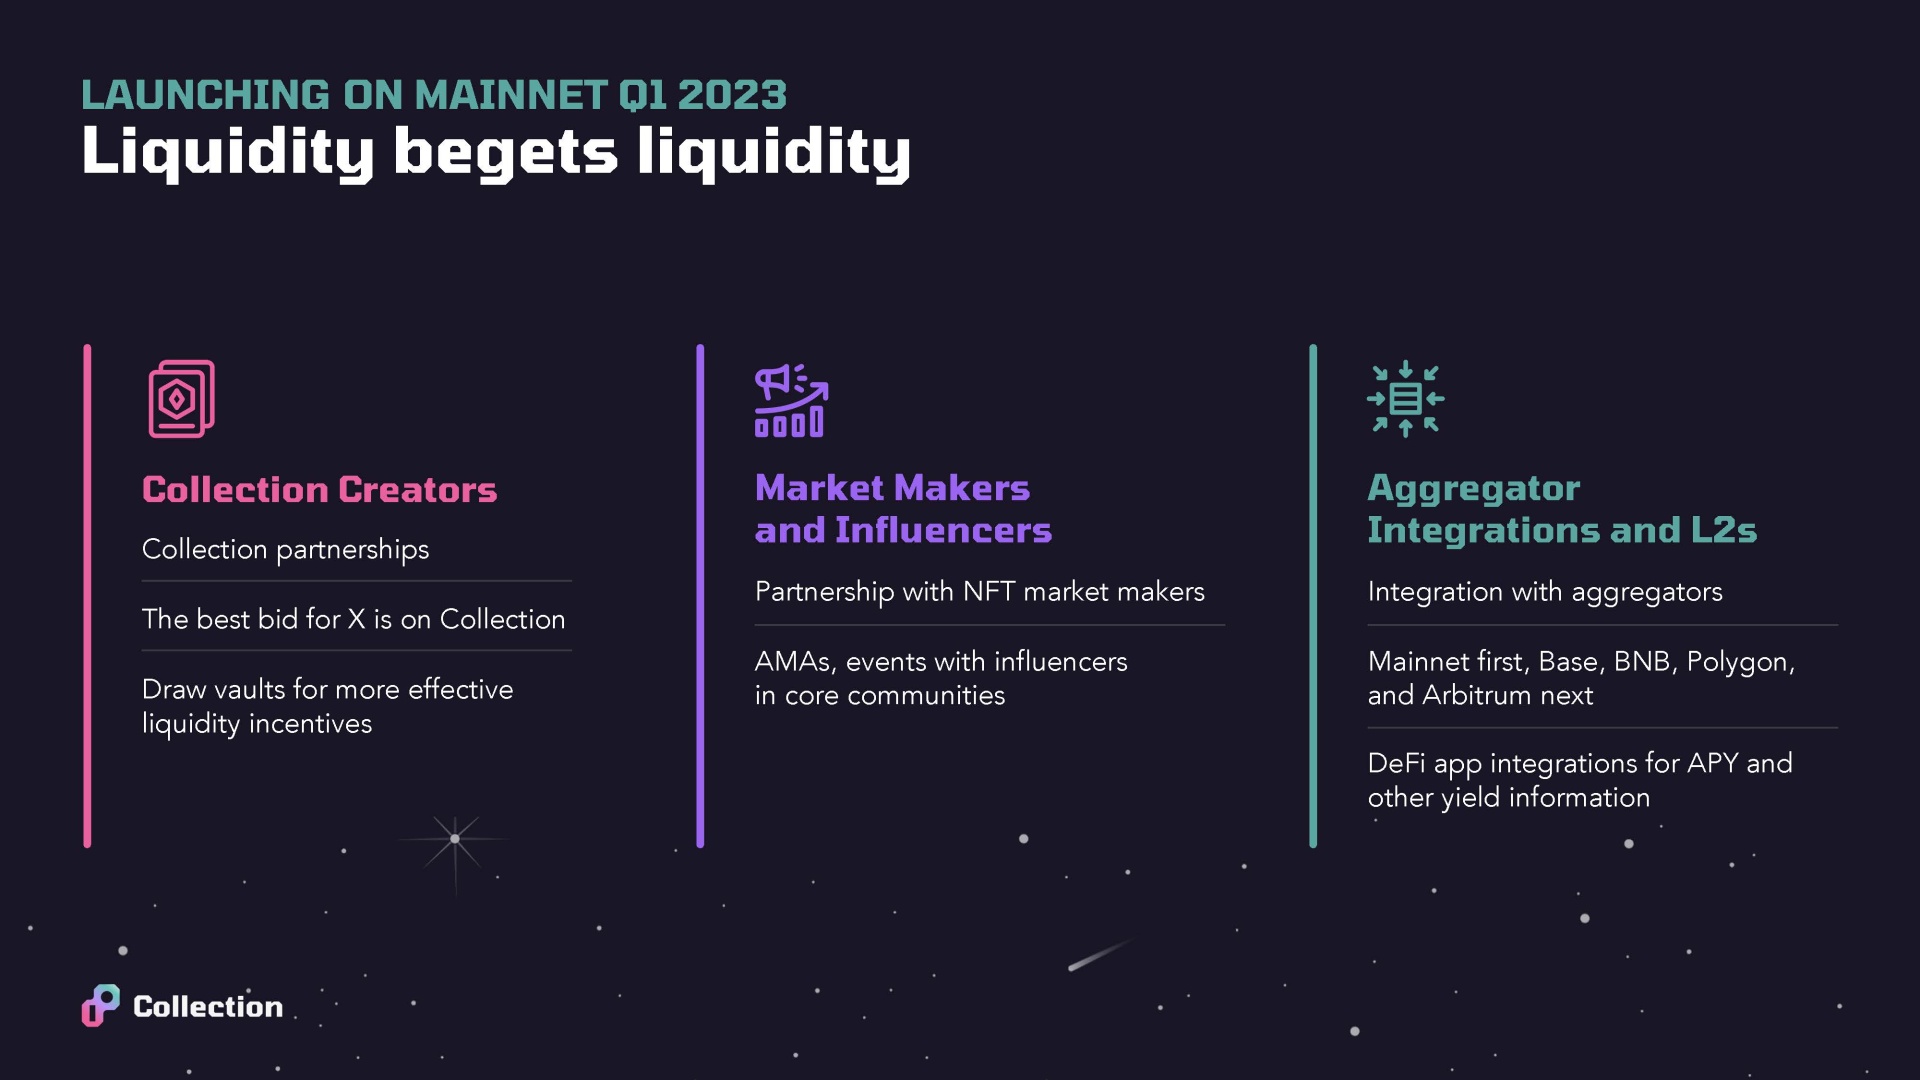 LAUNCHING ON MAINNET Q1 2023
Liquidity begets liquidity
Collection Creators
Collection partnerships
The best bid for X is on Collection
Draw vaults for more effective
liquidity incentives
Market Makers
and Influencers
Partnership with NFT market makers
AMAs, events with influencers
in core communities
Aggregator
Integrations and L2s
Integration with aggregators
Mainnet first, Base, BNB, Polygon,
and Arbitrum next
DeFi app integrations for APY and
other yield information
Collection